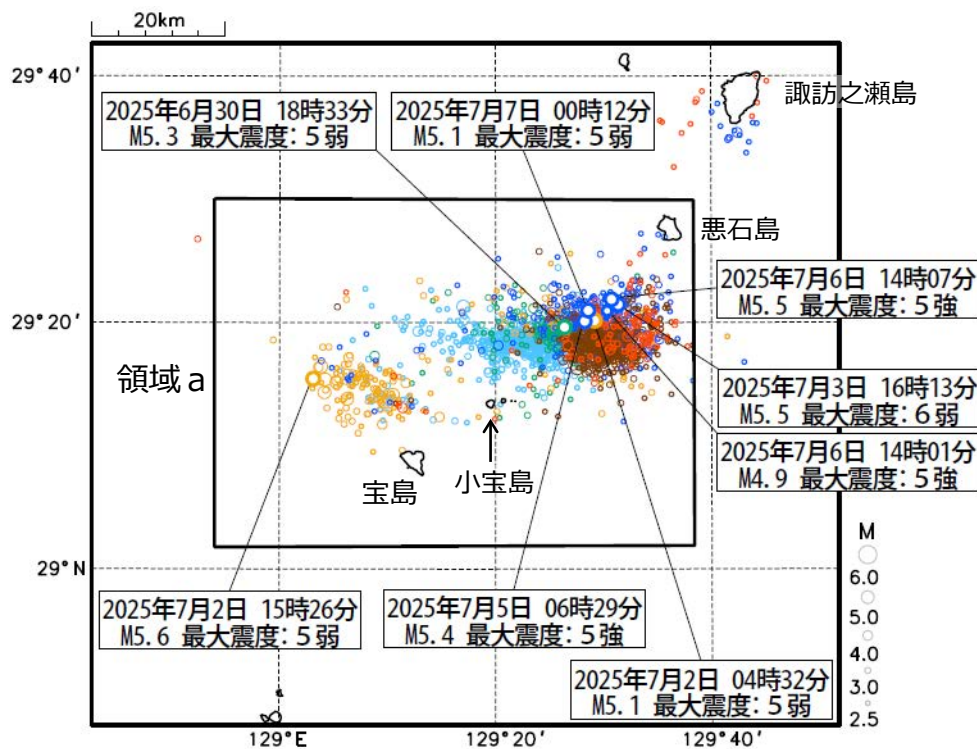 20km
29°40′
諏訪之瀬島
2025年6月30日 18時33分
M5.3 最大震度：５弱
2025年7月7日 00時12分
M5.1 最大震度：５弱
悪石島
2025年7月6日 14時07分
M5.5 最大震度：５強
29°20′
領域ａ
2025年7月3日 16時13分
M5.5 最大震度：６弱
2025年7月6日 14時01分
M4.9 最大震度：５強
宝島
小宝島
29°N
2025年7月2日 15時26分
M5.6 最大震度：５弱
2025年7月5日 06時29分
M5.4 最大震度：５強
2025年7月2日 04時32分
M5.1 最大震度：５弱
M
6.0
5.0
4.0
3.0
2.5
129°E
129°20′
129°40′